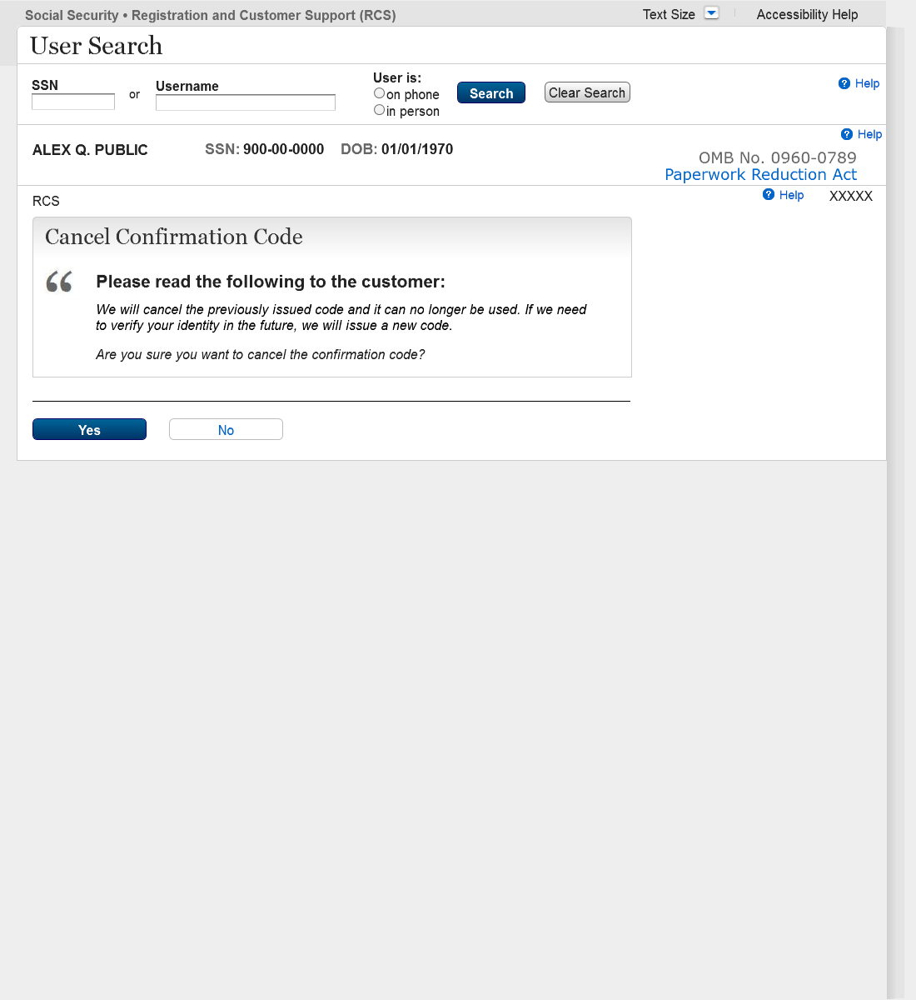 Social Security • Registration and Customer Support (RCS)
Text Size
Accessibility Help
User Search
SSN
or
Username
User is:
on phone
in person
Search
Clear Search
? Help
? Help
ALEX Q. PUBLIC
SSN: 900-00-0000
DOB: 01/01/1970
OMB No. 0960-0789
Paperwork Reduction Act
? Help
XXXXX
RCS
Cancel Confirmation Code
“ Please read the following to the customer:
We will cancel the previously issued code and it can no longer be used. If we need
to verify your identity in the future, we will issue a new code.
Are you sure you want to cancel the confirmation code?
Yes
No